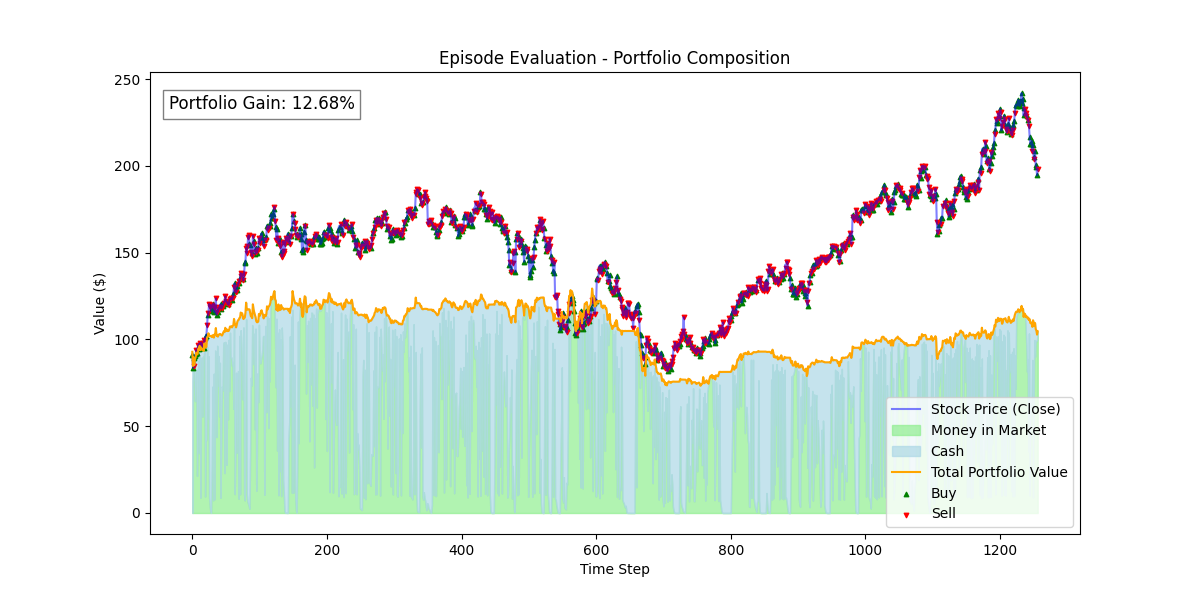 Episode Evaluation - Portfolio Composition
Portfolio Gain: 12.68%
Value ($)
250
200
150
100
50
0
0
200
400
600
800
1000
1200
Time Step
Stock Price (Close)
Money in Market
Cash
Total Portfolio Value
Buy
Sell